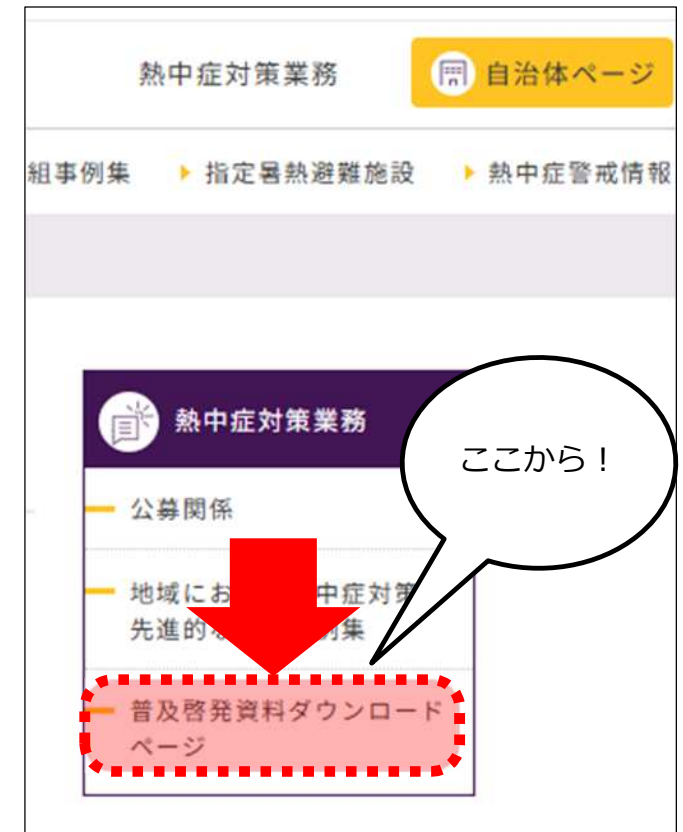 熱中症対策業務
自治体ページ
組事例集
指定暑熱避難施設
熱中症警戒情報
熱中症対策業務
ここから！
公募関係
地域にお 中症対策
先進的な 例集
普及啓発資料ダウンロード
ページ